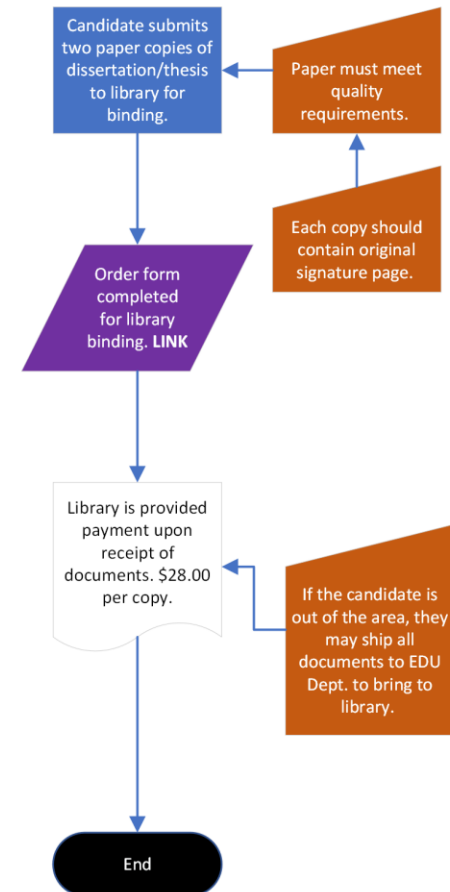 Candidate submits
two paper copies of
dissertation/thesis
to library for
binding.
Paper must meet
quality
requirements.
Each copy should
contain original
signature page.
Order form
completed
for library
binding. LINK
Library is provided
payment upon
receipt of
documents. $28.00
per copy.
If the candidate is
out of the area, they
may ship all
documents to EDU
Dept. to bring to
library.
End